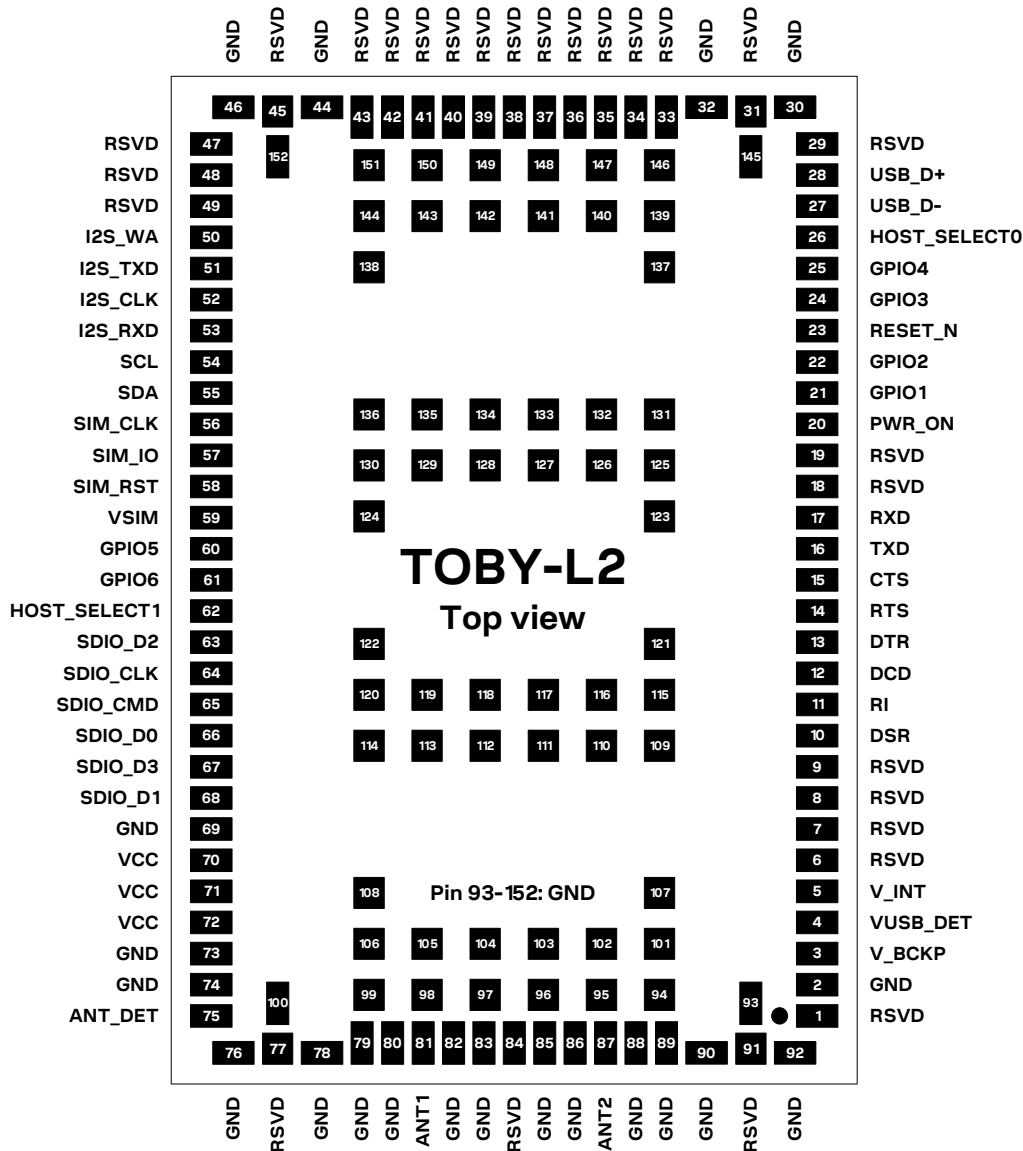 GND RSVD GND RSVD RSVD RSVD RSVD RSVD RSVD RSVD RSVD RSVD RSVD RSVD GND RSVD GND
46 45 44 43 42 41 40 39 38 37 36 35 34 33 32 31 30
RSVD 47 152 151 150 149 148 147 146 145 29 RSVD
RSVD 48 28 USB_D+
RSVD 49 144 143 142 141 140 139 27 USB_D-
I2S_WA 50 26 HOST_SELECT0
I2S_TXD 51 138 137 25 GPIO4
I2S_CLK 52 24 GPIO3
I2S_RXD 53 23 RESET_N
SCL 54 22 GPIO2
SDA 55 21 GPIO1
SIM_CLK 56 136 135 134 133 132 131 20 PWR_ON
SIM_IO 57 130 129 128 127 126 125 19 RSVD
SIM_RST 58 18 RSVD
VSIM 59 124 123 17 RXD
GPIO5 60 16 TXD
TOBY-L2
GPIO6 61 15 CTS
HOST_SELECT1 62 14 RTS
Top view
SDIO_D2 63 122 121 13 DTR
SDIO_CLK 64 12 DCD
SDIO_CMD 65 120 119 118 117 116 115 11 RI
SDIO_D0 66 114 113 112 111 110 109 10 DSR
SDIO_D3 67 9 RSVD
SDIO_D1 68 8 RSVD
GND 69 7 RSVD
VCC 70 6 RSVD
VCC 71 108 Pin 93-152: GND 107 5 V_INT
VCC 72 4 VUSB_DET
GND 73 106 105 104 103 102 101 3 V_BCKP
GND 74 100 99 98 97 96 95 94 93 2 GND
ANT_DET 75 1 RSVD
76 77 78 79 80 81 82 83 84 85 86 87 88 89 90 91 92
GND RSVD GND GND GND ANT1 GND GND RSVD GND GND ANT2 GND GND GND RSVD GND